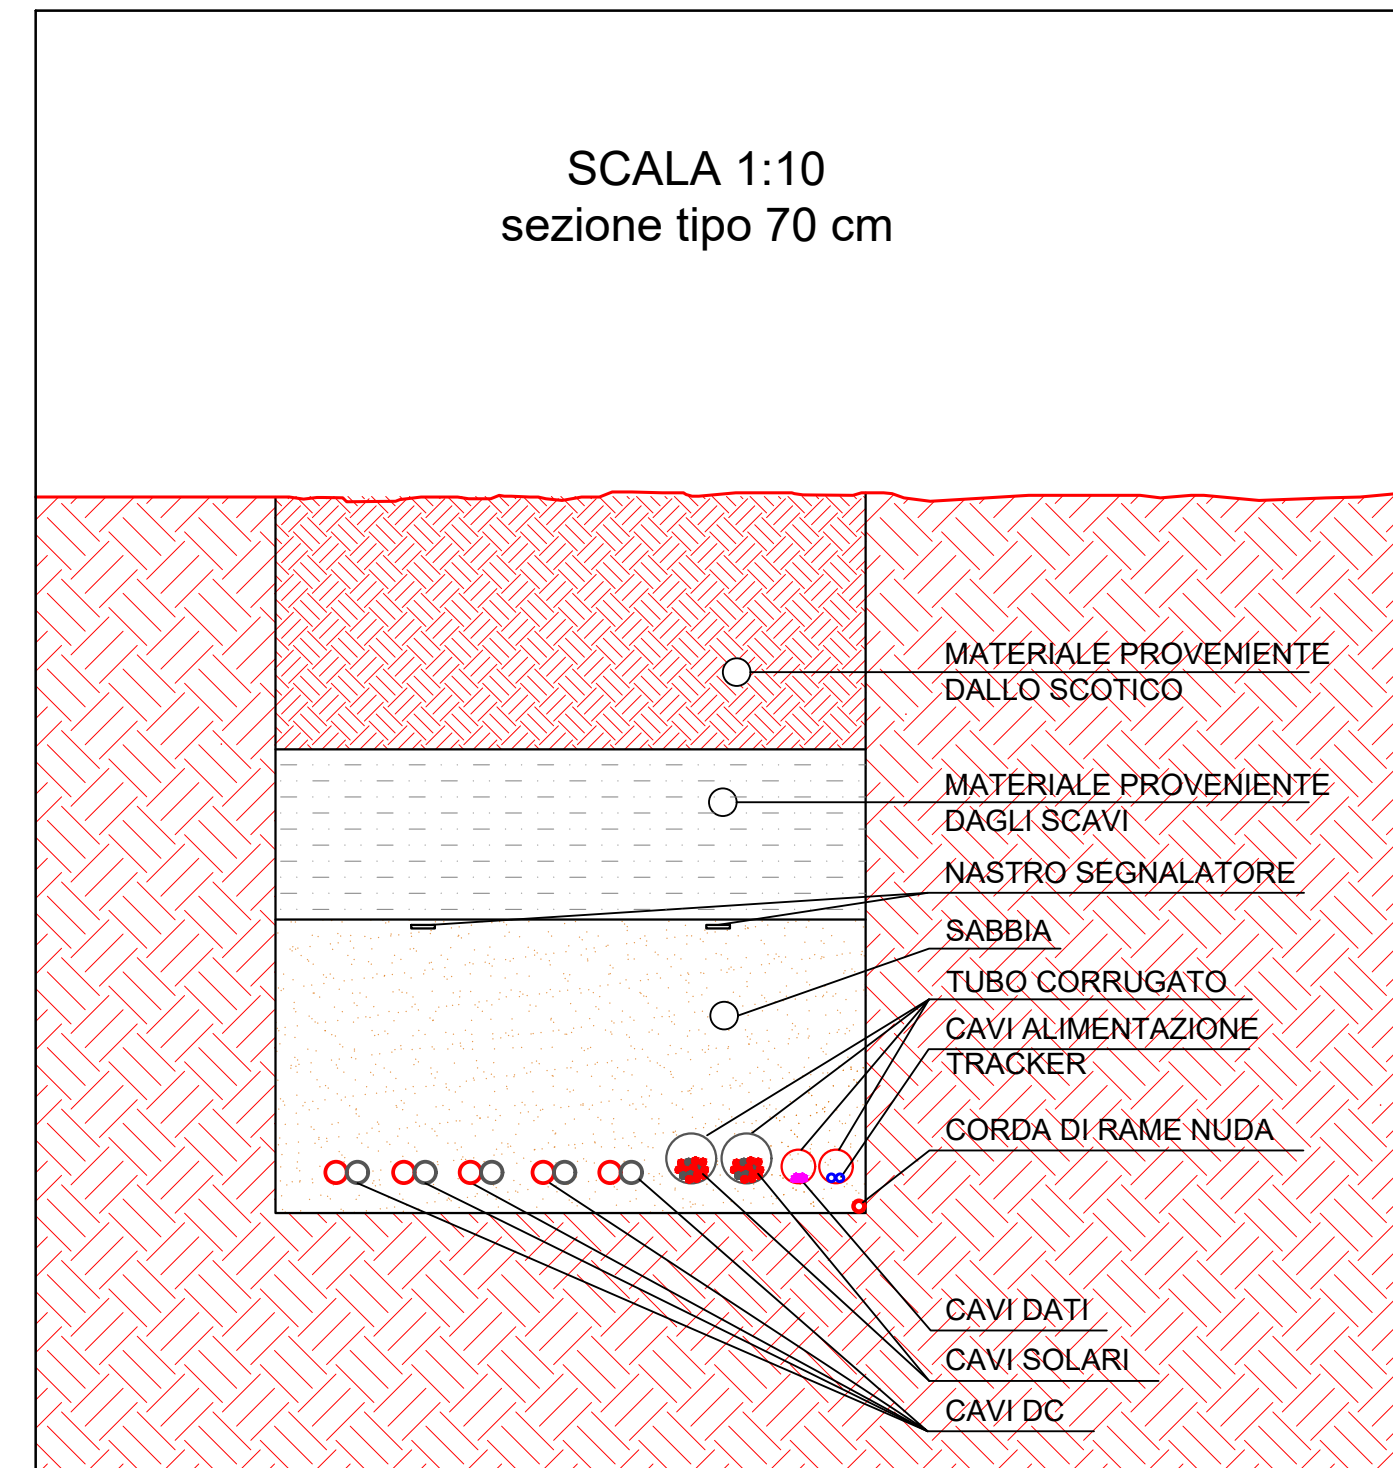 SCALA 1:10
sezione tipo 70 cm
MATERIALE PROVENIENTE
DALLO SCOTICO
MATERIALE PROVENIENTE
DAGLI SCAVI
NASTRO SEGNALATORE
SABBIA
TUBO CORRUGATO
CAVI ALIMENTAZIONE
TRACKER
CORDA DI RAME NUDA
CAVI DATI
CAVI SOLARI
CAVI DC